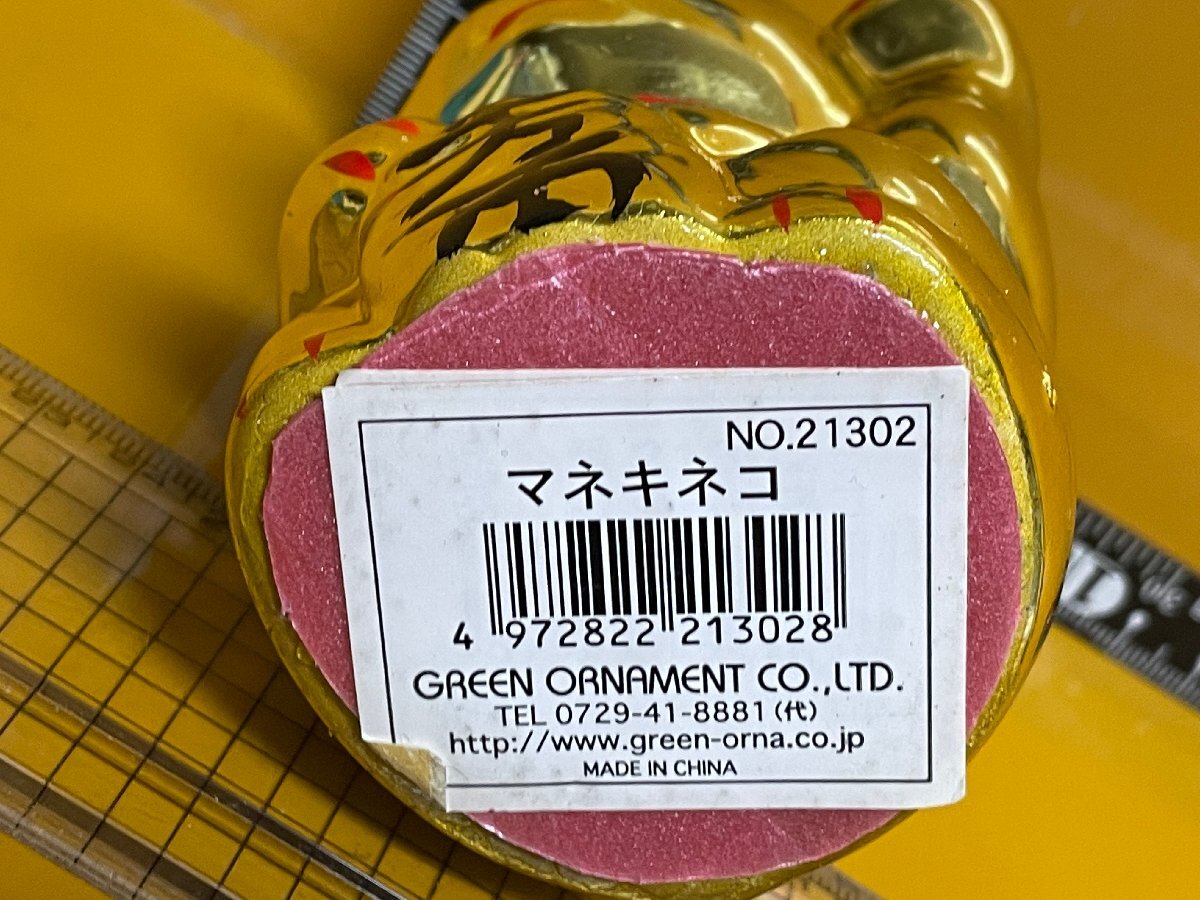 NO.21302
マネキネコ
4 972822 213028
GREEN ORNAMENT CO.,LTD.
TEL 0729-41-8881(代)
http://www.green-orna.co.jp
MADE IN CHINA